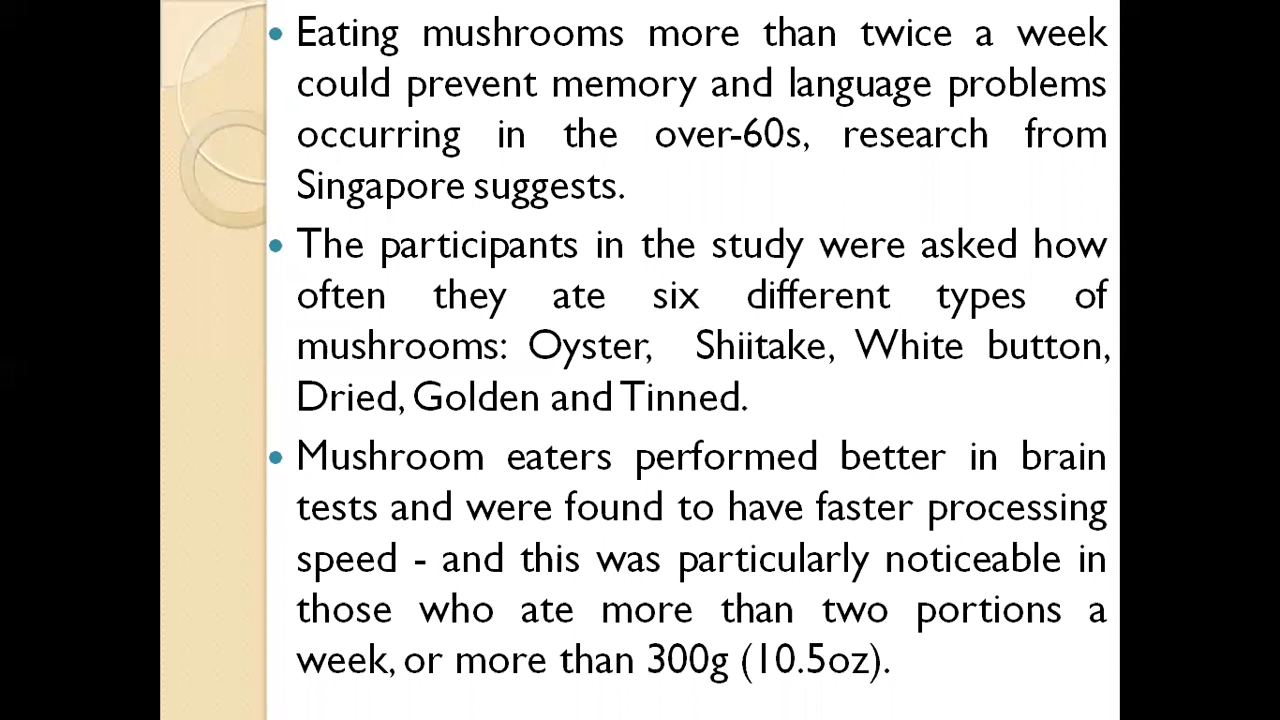 Eating mushrooms more than twice a week
could prevent memory and language problems
occurring in the over-60s, research from
Singapore suggests.
The participants in the study were asked how
often they ate six different types of
mushrooms: Oyster, Shiitake, White button,
Dried, Golden and Tinned.
Mushroom eaters performed better in brain
tests and were found to have faster processing
speed - and this was particularly noticeable in
those who ate more than two portions a
week, or more than 300g (10.5oz).